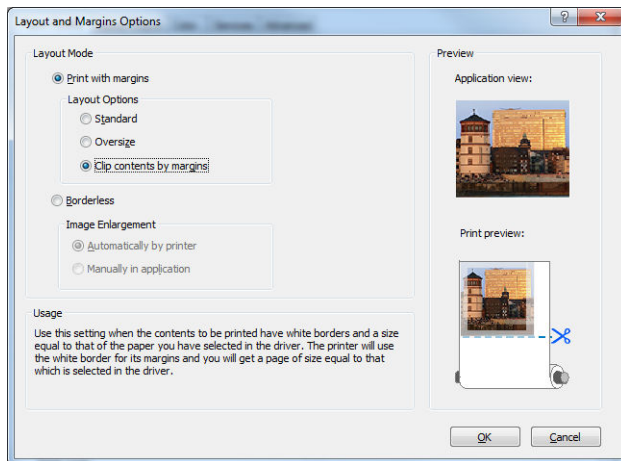 Layout and Margins Options
Layout Mode
Print with margins
Layout Options
Standard
Oversize
Clip contents by margins
Borderless
Image Enlargement
Automatically by printer
Manually in application
Usage
Use this setting when the contents to be printed have white borders and a size
equal to that of the paper you have selected in the driver. The printer will use
the white border for its margins and you will get a page of size equal to that
which is selected in the driver.
Preview
Application view:
Print preview:
OK
Cancel